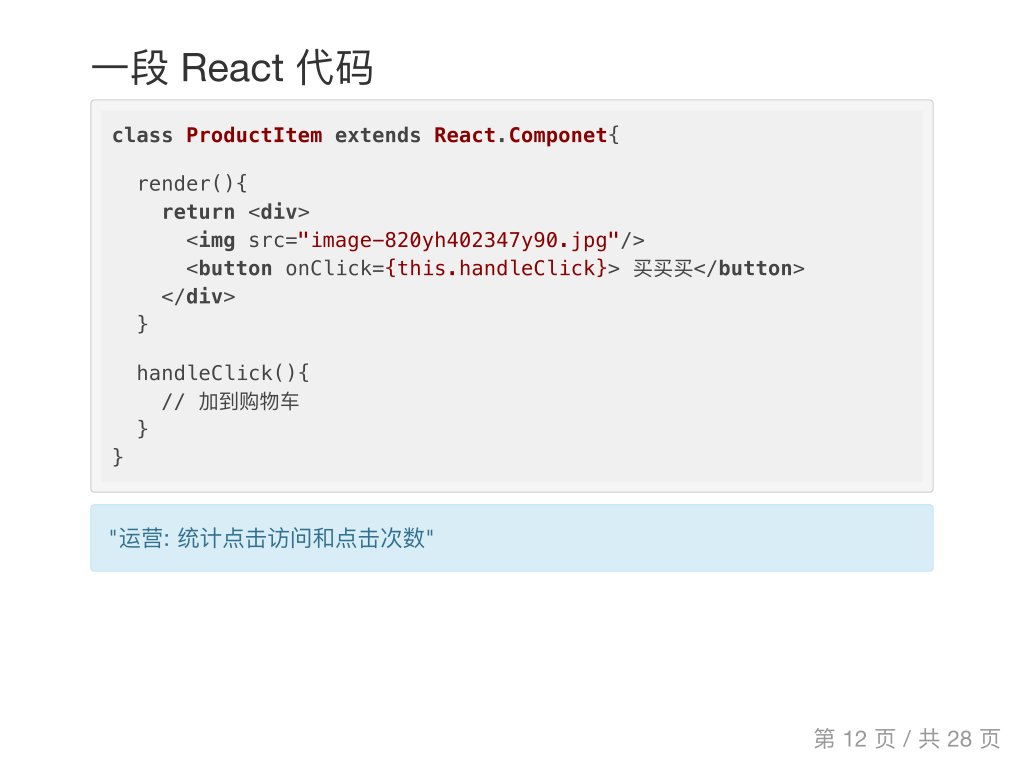 一段 React 代码
class ProductItem extends React.Componet{
render(){
return <div>
<img src="image-820yh402347y90.jpg"/>
<button onClick={this.handleClick}> 买买买</button>
</div>
}
handleClick(){
// 加到购物车
}
}
"运营: 统计点击访问和点击次数"
第 12 页 / 共 28 页